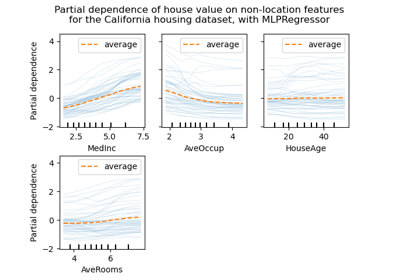 Partial dependence of house value on non-location features
for the California housing dataset, with MLPRegressor
4
2
0
−2
Partial dependence
average
2.5
5.0
7.5
MedInc
average
2
3
4
AveOccup
average
20
40
HouseAge
4
2
0
−2
Partial dependence
average
4
6
AveRooms